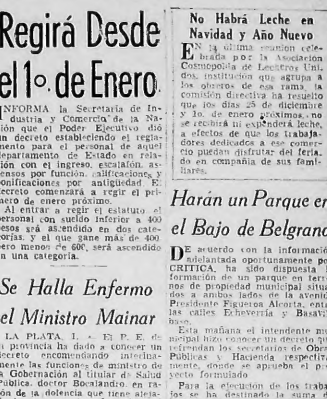 Regirá Desde
el 1º. de Enero
INFORMA la Secretaría de In-
dustria y Comercio de la Na-
ción que el Poder Ejecutivo dió
un decreto estableciendo el regla-
mento para el personal de aquel
departamento de Estado en rela-
ción con el ingreso, escalafón, as-
censos por función, calificaciones y
bonificaciones por antigüedad. El
decreto comenzará a regir el pri-
mero de enero próximo.
Al entrar a regir el estatuto, el
personal con sueldo inferior a 400
pesos será ascendido en dos cate-
gorías, y el que gane más de 400
pero menos de 600, será ascendido
en una categoría.
Se Halla Enfermo
el Ministro Mainar
LA PLATA, 1. - El P. E. de
la provincia ha dado a conocer un
decreto encomendando interina-
mente las funciones de ministro de
la Gobernación al titular de Salud
Pública, doctor Bocalandro, en ra-
zón de la dolencia que tiene aleja-
No Habrá Leche en
Navidad y Año Nuevo
EN la última reunión cele-
brada por la Asociación
Cosmopolita de Lecheros Uni-
dos, institución que agrupa a
los obreros de esa rama, la
comisión directiva ha resuelto
que los días 25 de diciembre
y 1o. de enero próximos, no
se recibirá ni expenderá leche,
a efectos de que los trabaja-
dores dedicados a ese comer-
cio puedan disfrutar del feria-
do en compañía de sus fami-
liares.
Harán un Parque en
el Bajo de Belgrano
DE acuerdo con la información
adelantada oportunamente por
CRITICA, ha sido dispuesta la
formación de un parque en terre-
nos de propiedad municipal situa-
dos a ambos lados de la avenida
Presidente Figueroa Alcorta, entre
las calles Echeverría y Basavil-
baso.
Esta mañana el intendente mu-
nicipal hizo conocer un decreto que
refrendan los secretarios de Obras
Públicas y Hacienda respectiva-
mente, donde se aprueba el pro-
yecto formulado.
Para la ejecución de los traba-
jos se ha destinado la suma de